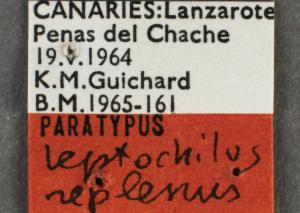 CANARIES:Lanzarote
Penas del Chache
19.v.1964
K.M.Guichard
B.M.1965-161
PARATYPUS
Leptochilus
replenus